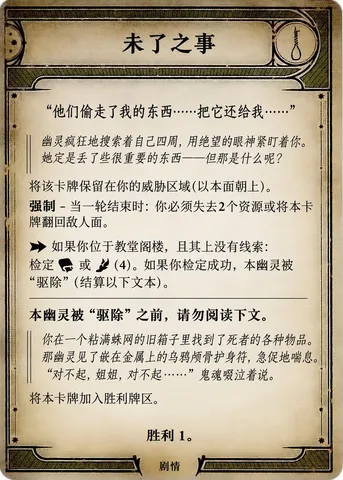 未了之事
“他们偷走了我的东西……把它还给我……”
幽灵疯狂地搜索着自己四周，用绝望的眼神紧盯着你。
她定是丢了些很重要的东西——但那是什么呢？
将该卡牌保留在你的威胁区域(以本面朝上)。
强制 - 当一轮结束时: 你必须失去2个资源或将本卡
牌翻回敌人面。
如果你位于教堂阁楼，且其上没有线索:
检定 或 (4)。如果你检定成功，本幽灵被
“驱除” (结算以下文本)。
本幽灵被“驱除”之前，请勿阅读下文。
你在一个粘满蛛网的旧箱子里找到了死者的各种物品。
那幽灵见了嵌在金属上的乌鸦颅骨护身符，急促地喘息。
“对不起，姐姐，对不起……”鬼魂啜泣着说。
将本卡牌加入胜利牌区。
胜利 1。
剧情